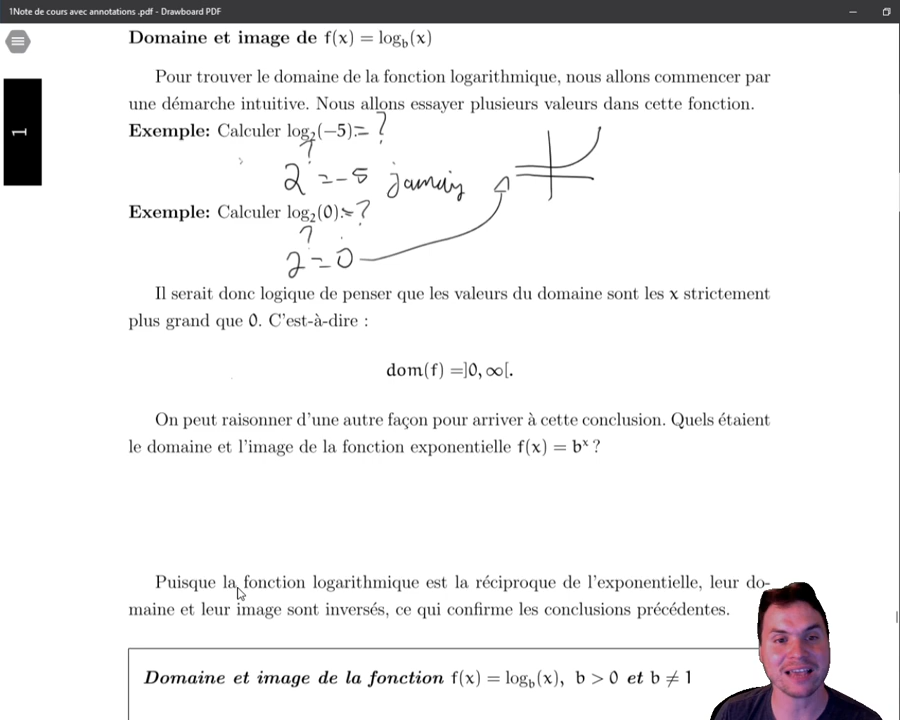 1Note de cours avec annotations .pdf - Drawboard PDF
1
Domaine et image de f(x) = log_b(x)
Pour trouver le domaine de la fonction logarithmique, nous allons commencer par
une démarche intuitive. Nous allons essayer plusieurs valeurs dans cette fonction.
Exemple: Calculer log₂(−5).= ?
?
2 = -5 jamais
Exemple: Calculer log₂(0).= ?
?
2 = 0
Il serait donc logique de penser que les valeurs du domaine sont les x strictement
plus grand que 0. C'est-à-dire :
dom(f) =]0, ∞[.
On peut raisonner d'une autre façon pour arriver à cette conclusion. Quels étaient
le domaine et l'image de la fonction exponentielle f(x) = bˣ ?
Puisque la fonction logarithmique est la réciproque de l'exponentielle, leur do-
maine et leur image sont inversés, ce qui confirme les conclusions précédentes.
Domaine et image de la fonction f(x) = log_b(x), b > 0 et b ≠ 1